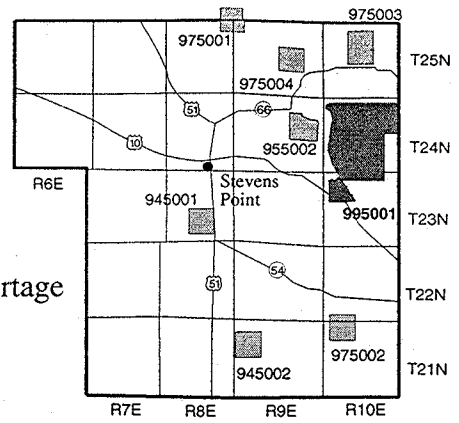 975003
975001
T25N
975004
51
66
955002
10
T24N
R6E
Stevens
Point
945001
995001
T23N
rtage
54
51
T22N
945002
975002
T21N
R7E
R8E
R9E
R10E